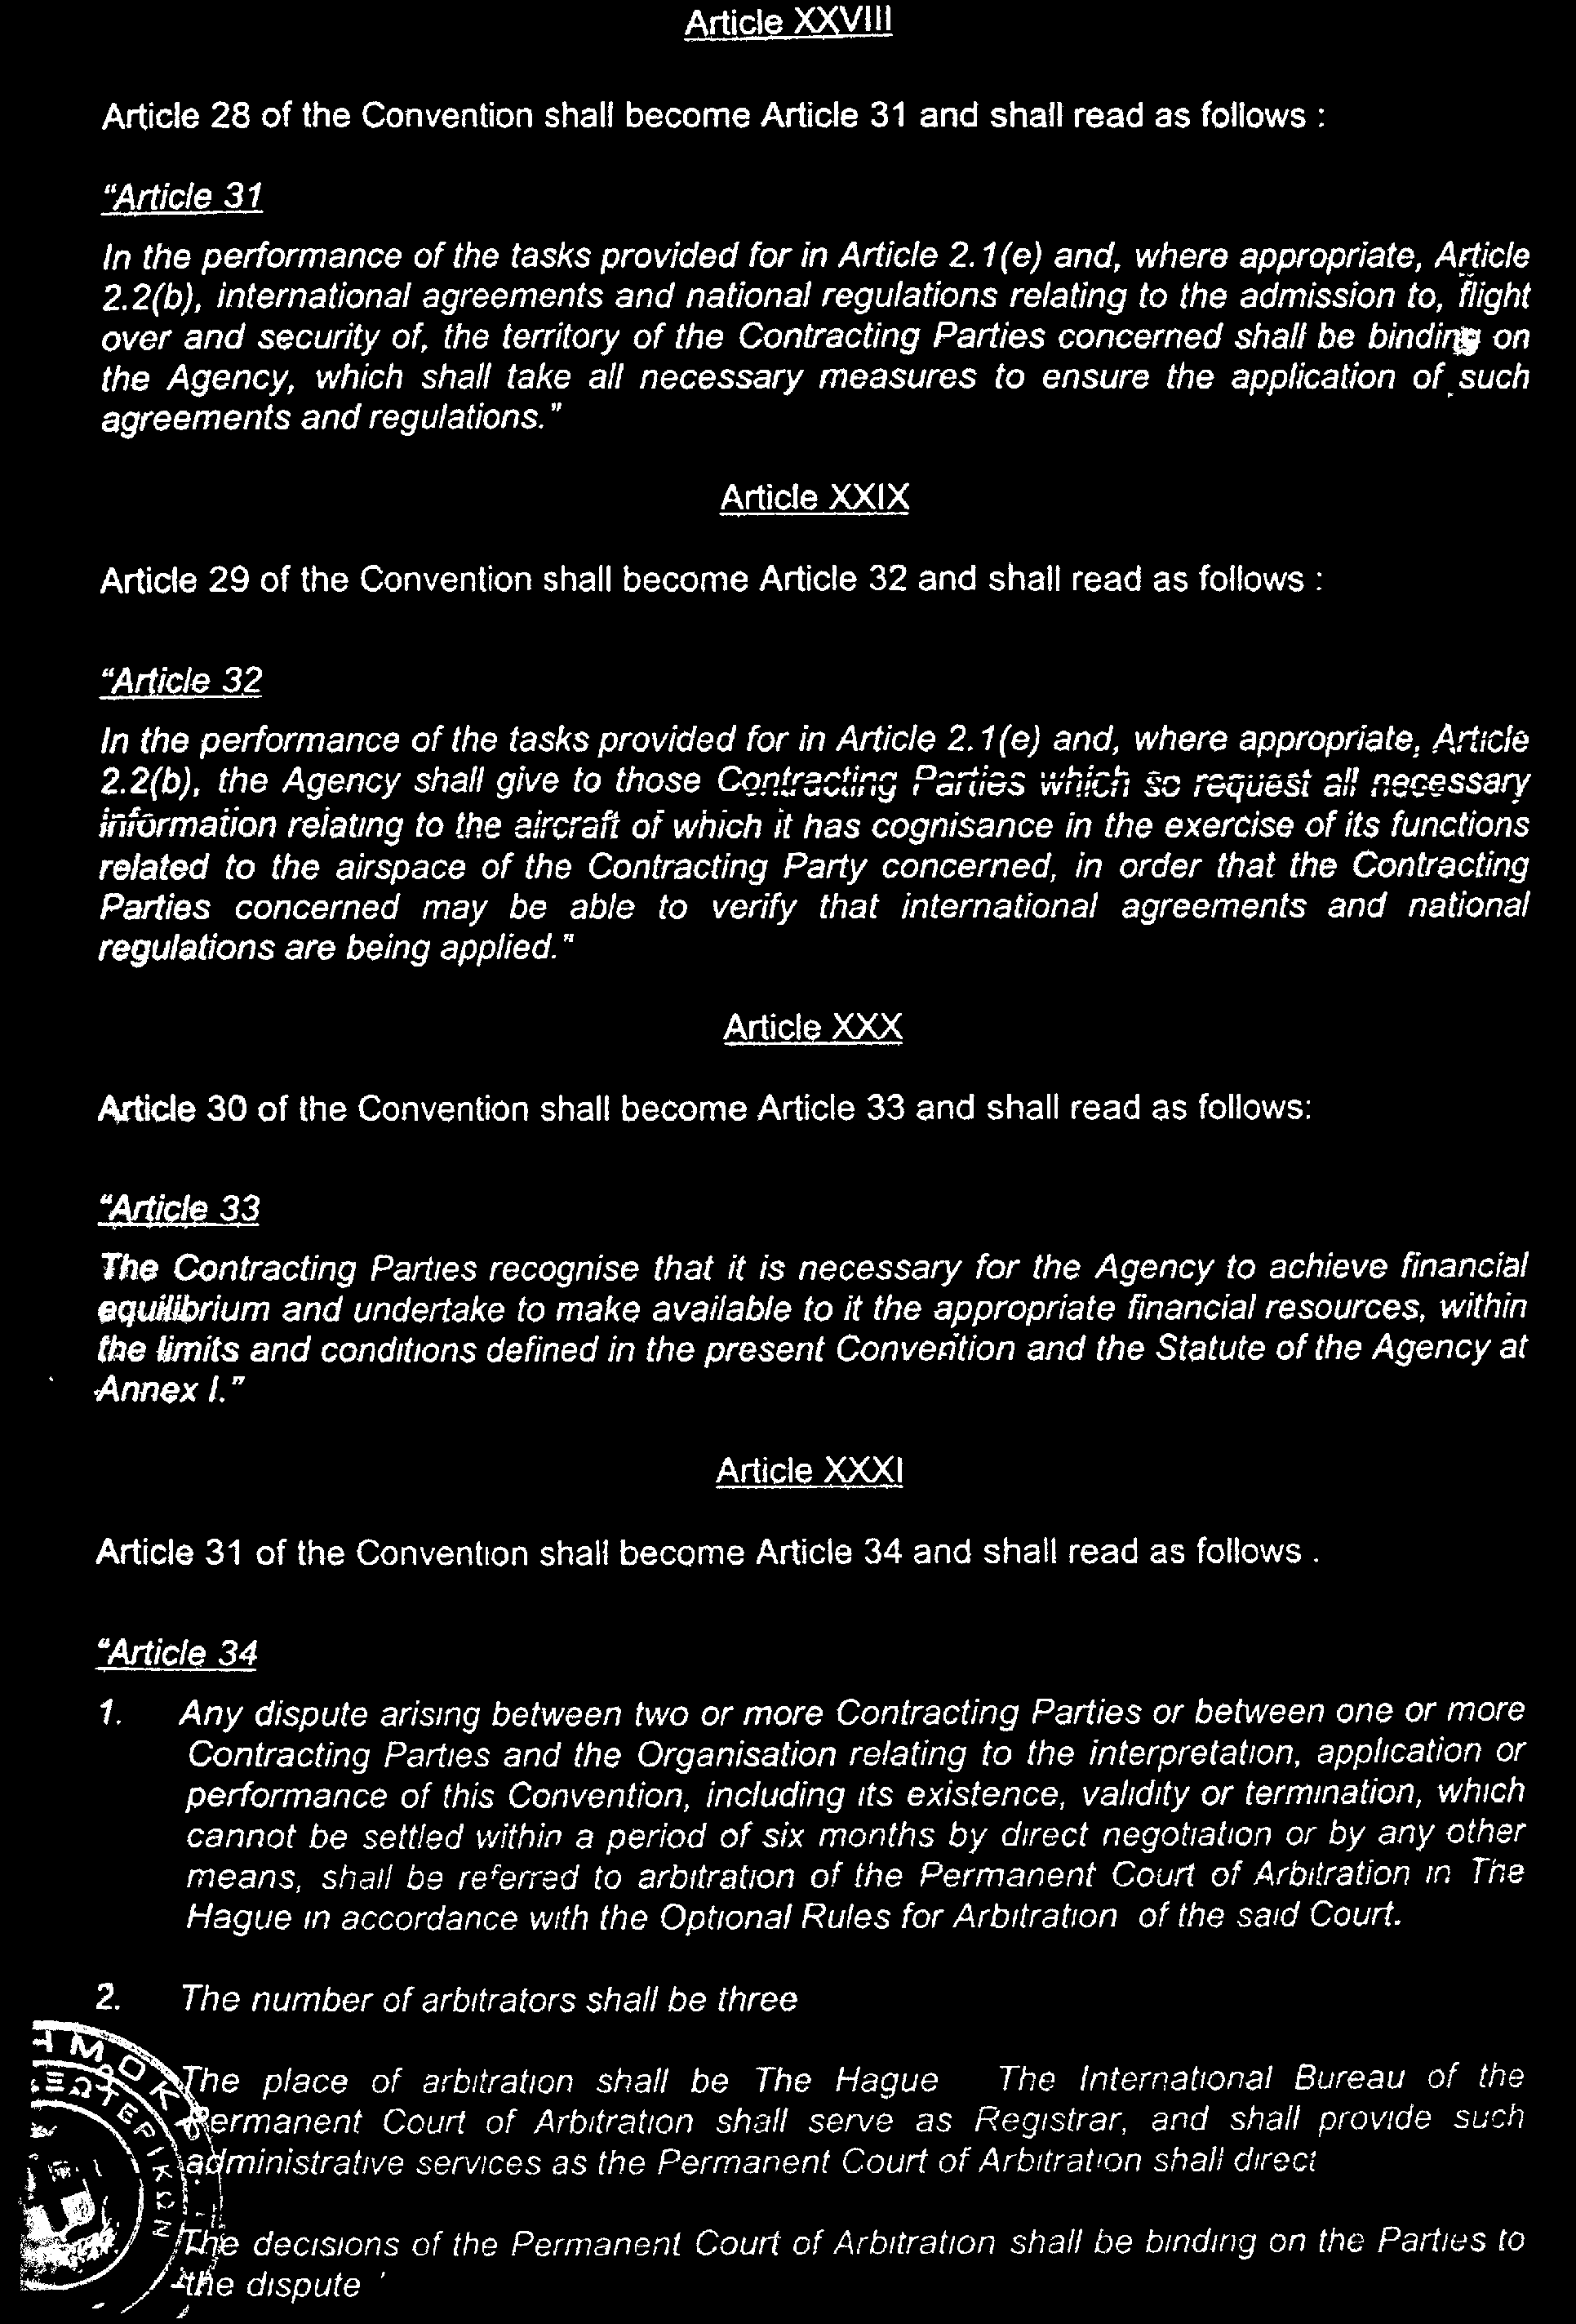 Article XXVIII
Article 28 of the Convention shall become Article 31 and shall read as follows :
“Article 31
In the performance of the tasks provided for in Article 2.1(e) and, where appropriate, Article
2.2(b), international agreements and national regulations relating to the admission to, flight
over and security of, the territory of the Contracting Parties concerned shall be binding on
the Agency, which shall take all necessary measures to ensure the application of such
agreements and regulations.”
Article XXIX
Article 29 of the Convention shall become Article 32 and shall read as follows :
“Article 32
In the performance of the tasks provided for in Article 2.1(e) and, where appropriate, Article
2.2(b), the Agency shall give to those Contracting Parties which so request all necessary
information relating to the aircraft of which it has cognisance in the exercise of its functions
related to the airspace of the Contracting Party concerned, in order that the Contracting
Parties concerned may be able to verify that international agreements and national
regulations are being applied.”
Article XXX
Article 30 of the Convention shall become Article 33 and shall read as follows:
“Article 33
The Contracting Parties recognise that it is necessary for the Agency to achieve financial
equilibrium and undertake to make available to it the appropriate financial resources, within
the limits and conditions defined in the present Convention and the Statute of the Agency at
Annex I.”
Article XXXI
Article 31 of the Convention shall become Article 34 and shall read as follows .
“Article 34
1. Any dispute arising between two or more Contracting Parties or between one or more
Contracting Parties and the Organisation relating to the interpretation, application or
performance of this Convention, including its existence, validity or termination, which
cannot be settled within a period of six months by direct negotiation or by any other
means, shall be referred to arbitration of the Permanent Court of Arbitration in The
Hague in accordance with the Optional Rules for Arbitration of the said Court.
2. The number of arbitrators shall be three
The place of arbitration shall be The Hague The International Bureau of the
Permanent Court of Arbitration shall serve as Registrar, and shall provide such
administrative services as the Permanent Court of Arbitration shall direct
The decisions of the Permanent Court of Arbitration shall be binding on the Parties to
the dispute '